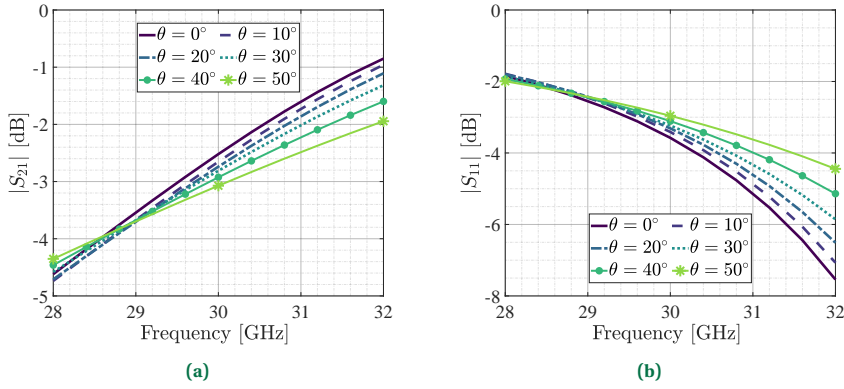 0
-1
-2
-3
-4
-5
|S21| [dB]
θ = 0° θ = 10°
θ = 20° θ = 30°
θ = 40° θ = 50°
28 29 30 31 32
Frequency [GHz]
(a)
0
-2
-4
-6
-8
|S11| [dB]
θ = 0° θ = 10°
θ = 20° θ = 30°
θ = 40° θ = 50°
28 29 30 31 32
Frequency [GHz]
(b)